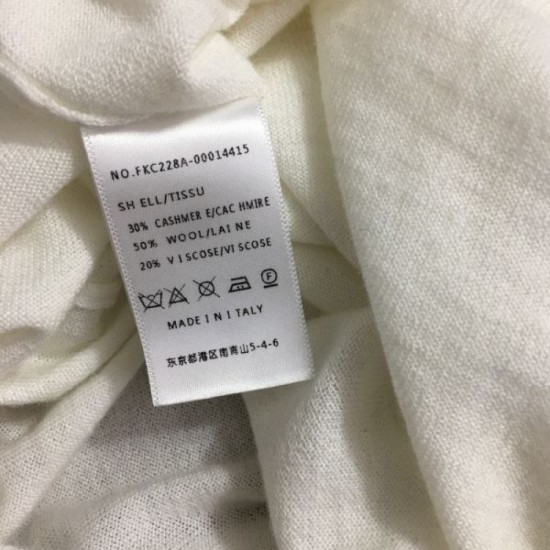 NO.FKC228A-00014415
SH ELL/TISSU
30% CASHMER E/CAC HMIRE
50% WOOL/LAI NE
20% V I SCOSE/VI SCOSE
F
MADE I N I TALY
东京都港区南青山5-4-6